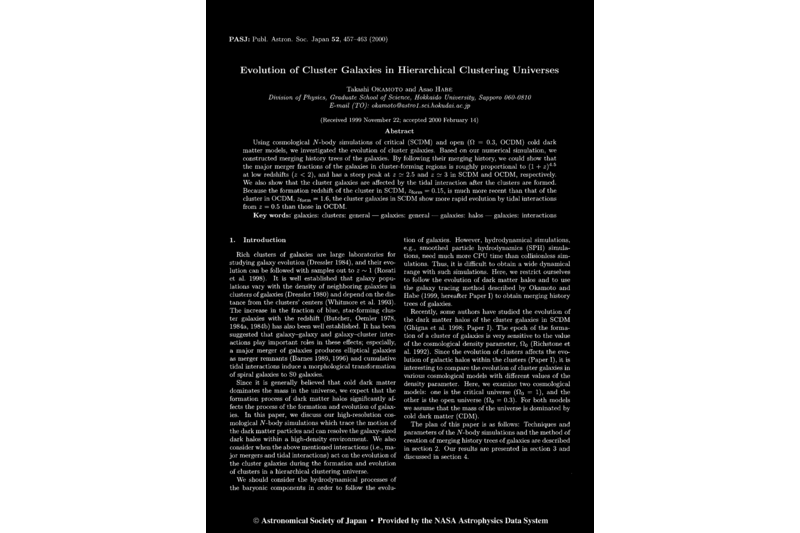 PASJ: Publ. Astron. Soc. Japan 52, 457–463 (2000)
Evolution of Cluster Galaxies in Hierarchical Clustering Universes
Takashi OKAMOTO and Asao HABE
Division of Physics, Graduate School of Science, Hokkaido University, Sapporo 060-0810
E-mail (TO): okamoto@astro1.sci.hokudai.ac.jp
(Received 1999 November 22; accepted 2000 February 14)
Abstract
Using cosmological N-body simulations of critical (SCDM) and open (Ω = 0.3, OCDM) cold dark
matter models, we investigated the evolution of cluster galaxies. Based on our numerical simulation, we
constructed merging history trees of the galaxies. By following their merging history, we could show that
the major merger fractions of the galaxies in cluster-forming regions is roughly proportional to (1 + z)
at low redshifts (z < 2), and has a steep peak at z ≃ 2.5 and z ≃ 3 in SCDM and OCDM, respectively.
We also show that the cluster galaxies are affected by the tidal interaction after the clusters are formed.
Because the formation redshift of the cluster in SCDM, zform = 0.15, is much more recent than that of the
cluster in OCDM, zform = 1.6, the cluster galaxies in SCDM show more rapid evolution by tidal interactions
from z = 0.5 than those in OCDM.
Key words: galaxies: clusters: general — galaxies: general — galaxies: halos — galaxies: interactions
1. Introduction
Rich clusters of galaxies are large laboratories for
studying galaxy evolution (Dressler 1984), and their evo-
lution can be followed with samples out to z ∼ 1 (Rosati
et al. 1998). It is well established that galaxy popu-
lations vary with the density of neighboring galaxies in
clusters of galaxies (Dressler 1980) and depend on the dis-
tance from the clusters' centers (Whitmore et al. 1993).
The increase in the fraction of blue, star-forming clus-
ter galaxies with the redshift (Butcher, Oemler 1978,
1984a, 1984b) has also been well established. It has been
suggested that galaxy–galaxy and galaxy–cluster inter-
actions play important roles in these effects; especially,
a major merger of galaxies produces elliptical galaxies
as merger remnants (Barnes 1989, 1996) and cumulative
tidal interactions induce a morphological transformation
of spiral galaxies to S0 galaxies.
Since it is generally believed that cold dark matter
dominates the mass in the universe, we expect that the
formation process of dark matter halos significantly af-
fects the process of the formation and evolution of galax-
ies. In this paper, we discuss our high-resolution cos-
mological N-body simulations which trace the motion of
the dark matter particles and can resolve the galaxy-sized
dark halos within a high-density environment. We also
consider when the above mentioned interactions (i.e., ma-
jor mergers and tidal interactions) act on the evolution of
the cluster galaxies during the formation and evolution
of clusters in a hierarchical clustering universe.
We should consider the hydrodynamical processes of
the baryonic components in order to follow the evolu-
tion of galaxies. However, hydrodynamical simulations,
e.g., smoothed particle hydrodynamics (SPH) simula-
tions, need much more CPU time than collisionless sim-
ulations. Thus, it is difficult to obtain a wide dynamical
range with such simulations. Here, we restrict ourselves
to follow the evolution of dark matter halos and to use
the galaxy tracing method described by Okamoto and
Habe (1999, hereafter Paper I) to obtain merging history
trees of galaxies.
Recently, some authors have studied the evolution of
the dark matter halos of the cluster galaxies in SCDM
(Ghigna et al. 1998; Paper I). The epoch of the forma-
tion of a cluster of galaxies is very sensitive to the value
of the cosmological density parameter, Ω0 (Richstone et
al. 1992). Since the evolution of clusters affects the evo-
lution of galactic halos within the clusters (Paper I), it is
interesting to compare the evolution of cluster galaxies in
various cosmological models with different values of the
density parameter. Here, we examine two cosmological
models: one is the critical universe (Ω0 = 1), and the
other is the open universe (Ω0 = 0.3). For both models
we assume that the mass of the universe is dominated by
cold dark matter (CDM).
The plan of this paper is as follows: Techniques and
parameters of the N-body simulations and the method of
creation of merging history trees of galaxies are described
in section 2. Our results are presented in section 3 and
discussed in section 4.
© Astronomical Society of Japan • Provided by the NASA Astrophysics Data System